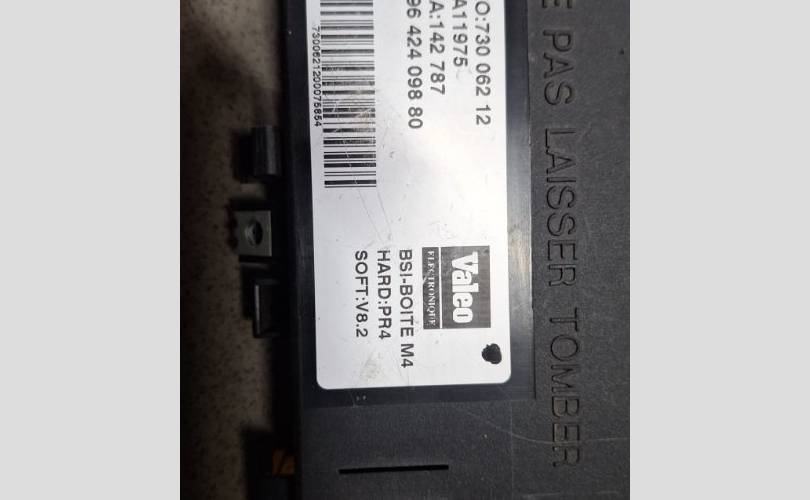 E PAS LAISSER TOMBER
O:730 062 12
A11975
A:142 787
96 424 098 80
7300621200075854
Valeo
ELECTRONIQUE
BSI-BOITE M4
HARD:PR4
SOFT:V8.2